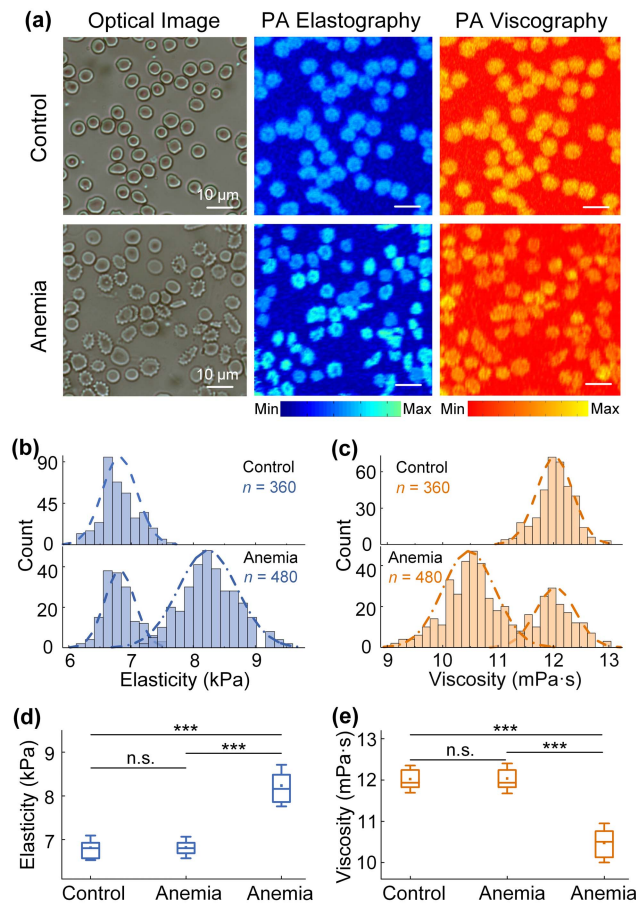 (a) Optical Image PA Elastography PA Viscography
Control
10 μm
Anemia
10 μm
Min Max Min Max
(b) (c)
90
45
0
Control
n = 360
60
30
0
Control
n = 360
Count
Count
40
20
0
Anemia
n = 480
40
20
0
Anemia
n = 480
6 7 8 9
9 10 11 12 13
Elasticity (kPa)
Viscosity (mPa·s)
(d) (e)
9
8
7
Elasticity (kPa)
***
n.s. ***
Control Anemia Anemia
13
12
11
10
Viscosity (mPa·s)
***
n.s. ***
Control Anemia Anemia